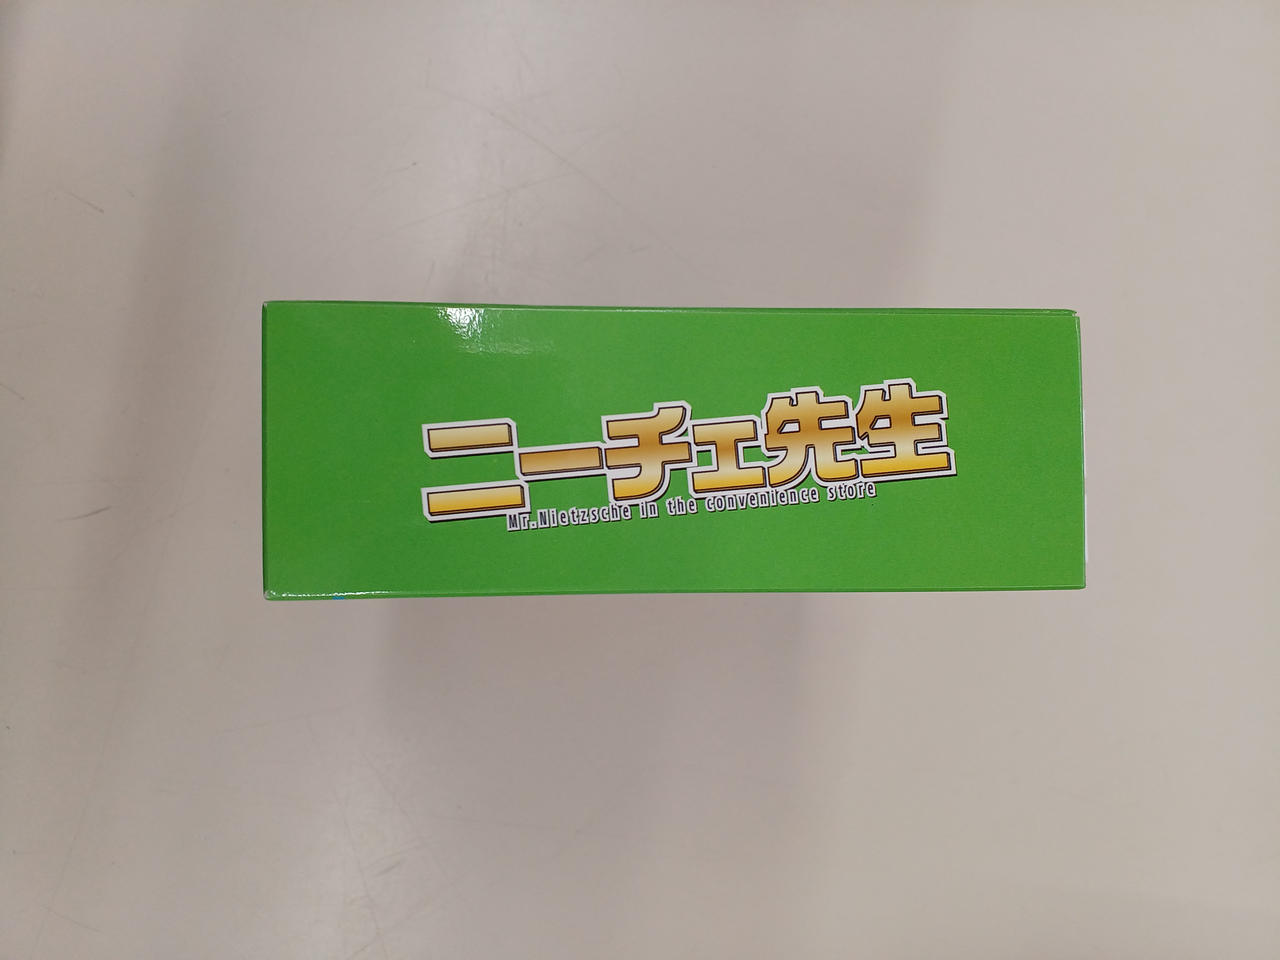 ニーチェ先生
Mr.Nietzsche in the convenience store